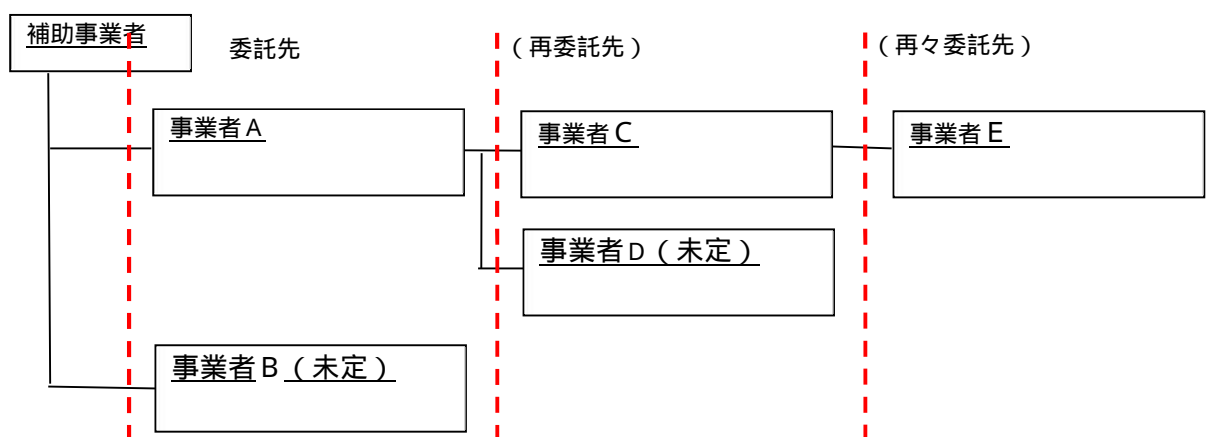 補助事業者
委託先
(再委託先)
(再々委託先)
事業者A
事業者C
事業者E
事業者D(未定)
事業者B(未定)